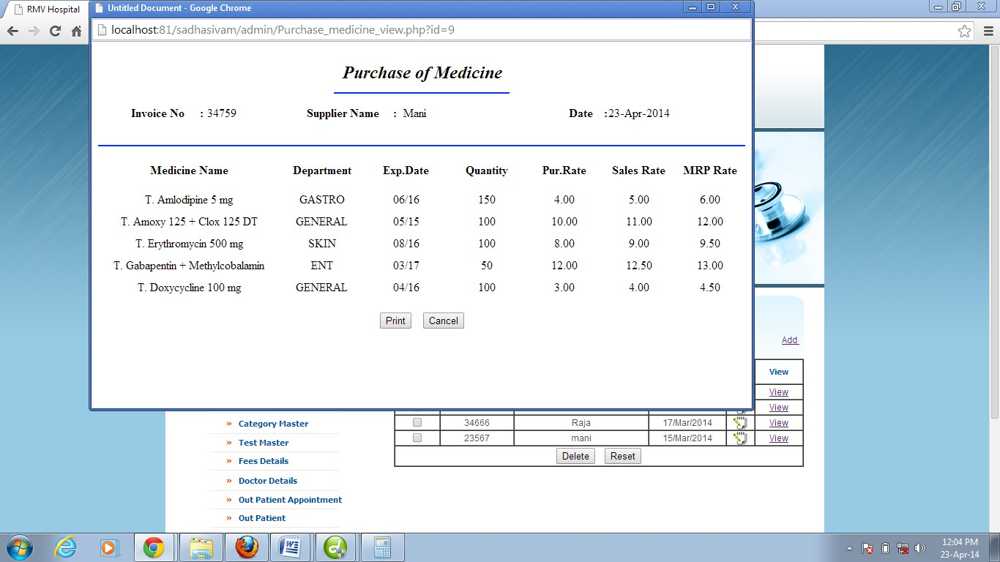 RMV Hospital
Untitled Document - Google Chrome
localhost:81/sadhasivam/admin/Purchase_medicine_view.php?id=9
Purchase of Medicine
Invoice No : 34759 Supplier Name : Mani Date :23-Apr-2014
Medicine Name Department Exp.Date Quantity Pur.Rate Sales Rate MRP Rate
T. Amlodipine 5 mg GASTRO 06/16 150 4.00 5.00 6.00
T. Amoxy 125 + Clox 125 DT GENERAL 05/15 100 10.00 11.00 12.00
T. Erythromycin 500 mg SKIN 08/16 100 8.00 9.00 9.50
T. Gabapentin + Methylcobalamin ENT 03/17 50 12.00 12.50 13.00
T. Doxycycline 100 mg GENERAL 04/16 100 3.00 4.00 4.50
Print Cancel
Add
View
View
View
34666 Raja 17/Mar/2014 View
23567 mani 15/Mar/2014 View
Delete Reset
» Category Master
» Test Master
» Fees Details
» Doctor Details
» Out Patient Appointment
» Out Patient
12:04 PM
23-Apr-14